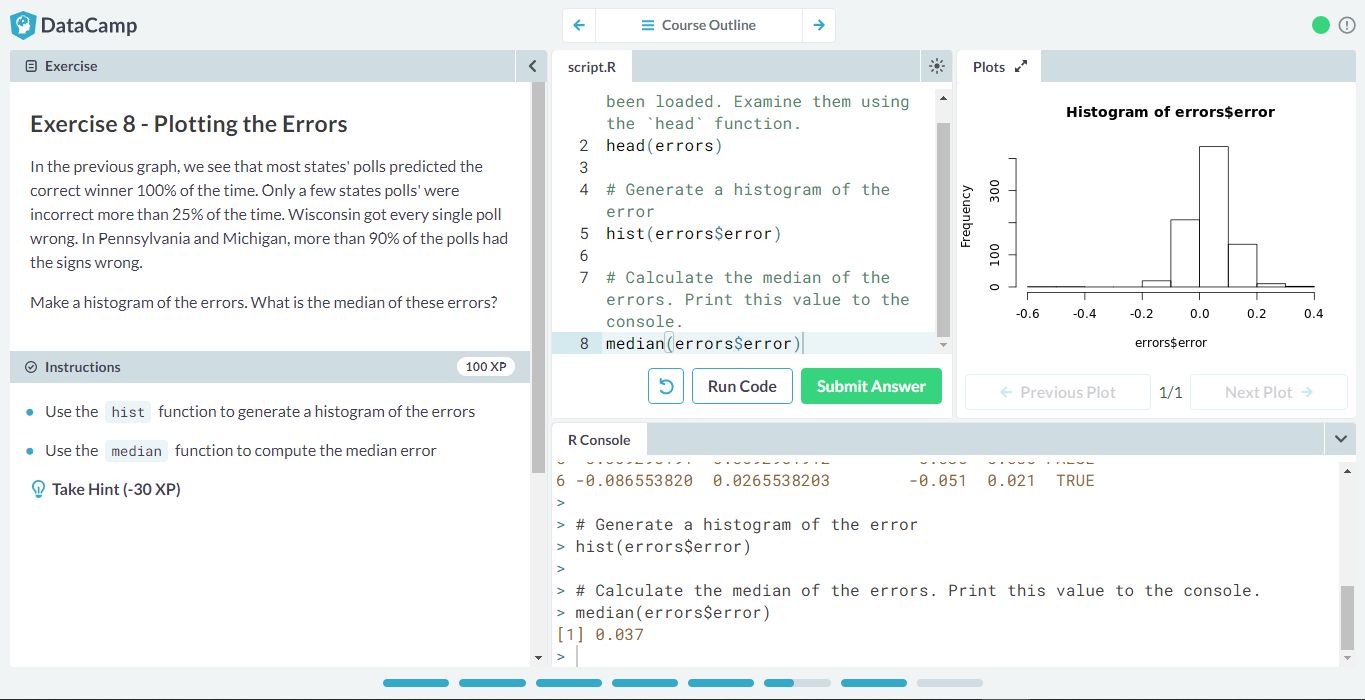 DataCamp
Course Outline
Exercise
Exercise 8 - Plotting the Errors
In the previous graph, we see that most states' polls predicted the
correct winner 100% of the time. Only a few states polls' were
incorrect more than 25% of the time. Wisconsin got every single poll
wrong. In Pennsylvania and Michigan, more than 90% of the polls had
the signs wrong.
Make a histogram of the errors. What is the median of these errors?
Instructions
100 XP
Use the hist function to generate a histogram of the errors
Use the median function to compute the median error
Take Hint (-30 XP)
script.R
been loaded. Examine them using
the `head` function.
2 head(errors)
3
4 # Generate a histogram of the
error
5 hist(errors$error)
6
7 # Calculate the median of the
errors. Print this value to the
console.
8 median(errors$error)
Run Code
Submit Answer
Plots
Histogram of errors$error
Frequency
300
100
0
-0.6 -0.4 -0.2 0.0 0.2 0.4
errors$error
Previous Plot
1/1
Next Plot
R Console
6 -0.086553820 0.0265538203 -0.051 0.021 TRUE
>
> # Generate a histogram of the error
> hist(errors$error)
>
> # Calculate the median of the errors. Print this value to the console.
> median(errors$error)
[1] 0.037
>